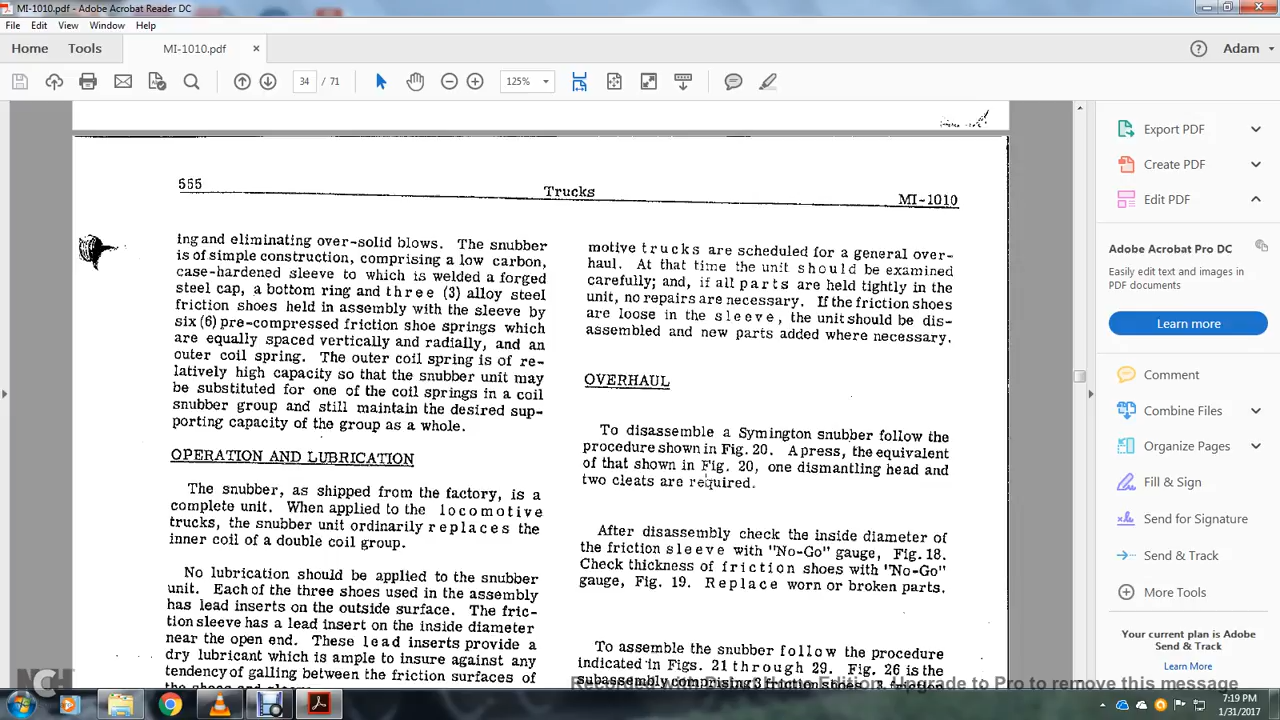 MI-1010.pdf - Adobe Acrobat Reader DC
File Edit View Window Help
Home Tools MI-1010.pdf × Adam
34 / 71 125%
565 Trucks MI-1010
ing and eliminating over-solid blows. The snubber
is of simple construction, comprising a low carbon,
case-hardened sleeve to which is welded a forged
steel cap, a bottom ring and three (3) alloy steel
friction shoes held in assembly with the sleeve by
six (6) pre-compressed friction shoe springs which
are equally spaced vertically and radially, and an
outer coil spring. The outer coil spring is of re-
latively high capacity so that the snubber unit may
be substituted for one of the coil springs in a coil
snubber group and still maintain the desired sup-
porting capacity of the group as a whole.
OPERATION AND LUBRICATION
The snubber, as shipped from the factory, is a
complete unit. When applied to the locomotive
trucks, the snubber unit ordinarily replaces the
inner coil of a double coil group.
No lubrication should be applied to the snubber
unit. Each of the three shoes used in the assembly
has lead inserts on the outside surface. The fric-
tion sleeve has a lead insert on the inside diameter
near the open end. These lead inserts provide a
dry lubricant which is ample to insure against any
tendency of galling between the friction surfaces of
motive trucks are scheduled for a general over-
haul. At that time the unit should be examined
carefully; and, if all parts are held tightly in the
unit, no repairs are necessary. If the friction shoes
are loose in the sleeve, the unit should be dis-
assembled and new parts added where necessary.
OVERHAUL
To disassemble a Symington snubber follow the
procedure shown in Fig. 20. A press, the equivalent
of that shown in Fig. 20, one dismantling head and
two cleats are required.
After disassembly check the inside diameter of
the friction sleeve with "No-Go" gauge, Fig. 18.
Check thickness of friction shoes with "No-Go"
gauge, Fig. 19. Replace worn or broken parts.
To assemble the snubber follow the procedure
indicated in Figs. 21 through 29. Fig. 26 is the
subassembly comprising 3 friction shoes
Export PDF
Create PDF
Edit PDF
Adobe Acrobat Pro DC
Easily edit text and images in
PDF documents
Learn more
Comment
Combine Files
Organize Pages
Fill & Sign
Send for Signature
Send & Track
More Tools
Your current plan is Adobe
Send & Track
Learn More
NCH
Upgrade to Pro to remove this message
7:19 PM
1/31/2017